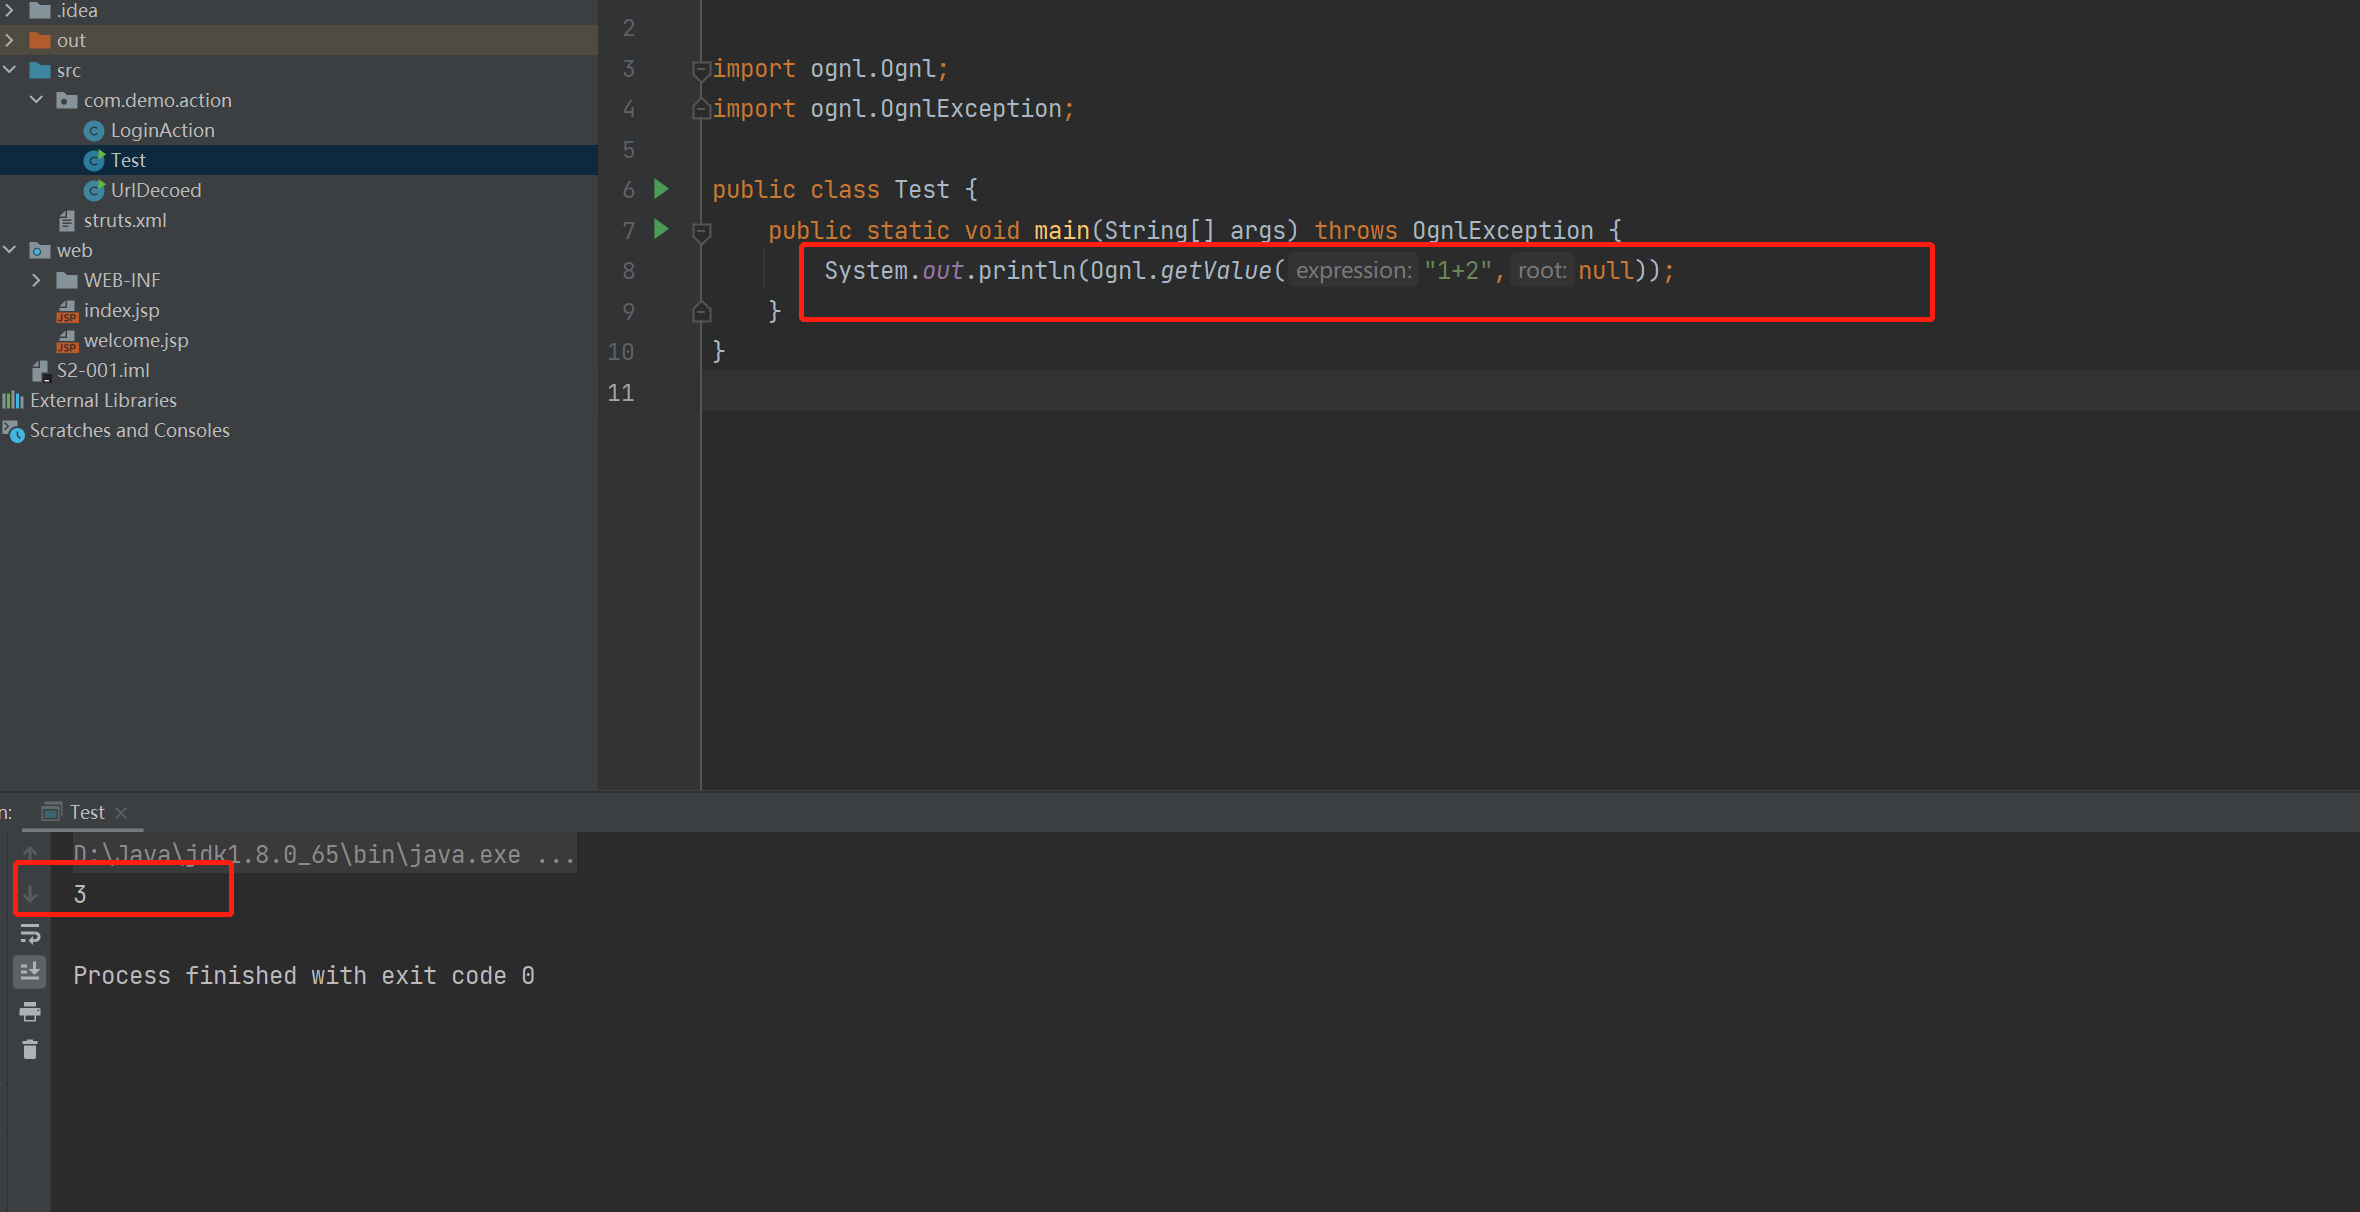 .idea
out
src
com.demo.action
LoginAction
Test
UrlDecoed
struts.xml
web
WEB-INF
index.jsp
JSP
welcome.jsp
JSP
S2-001.iml
External Libraries
Scratches and Consoles
2
3 import ognl.Ognl;
4 import ognl.OgnlException;
5
6 public class Test {
7 public static void main(String[] args) throws OgnlException {
8 System.out.println(Ognl.getValue( expression: "1+2", root: null));
9 }
10 }
11
n: Test
D:\Java\jdk1.8.0_65\bin\java.exe ...
3
Process finished with exit code 0